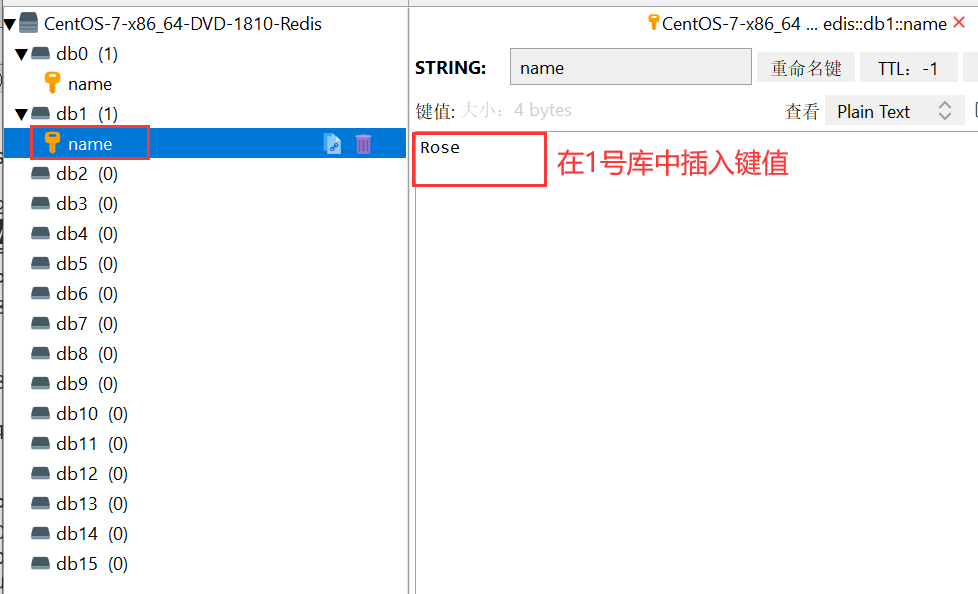 CentOS-7-x86_64-DVD-1810-Redis
db0 (1)
name
db1 (1)
name
db2 (0)
db3 (0)
db4 (0)
db5 (0)
db6 (0)
db7 (0)
db8 (0)
db9 (0)
db10 (0)
db11 (0)
db12 (0)
db13 (0)
db14 (0)
db15 (0)
CentOS-7-x86_64 ... edis::db1::name
STRING: name 重命名键 TTL: -1
键值: 大小: 4 bytes 查看 Plain Text
Rose
在1号库中插入键值